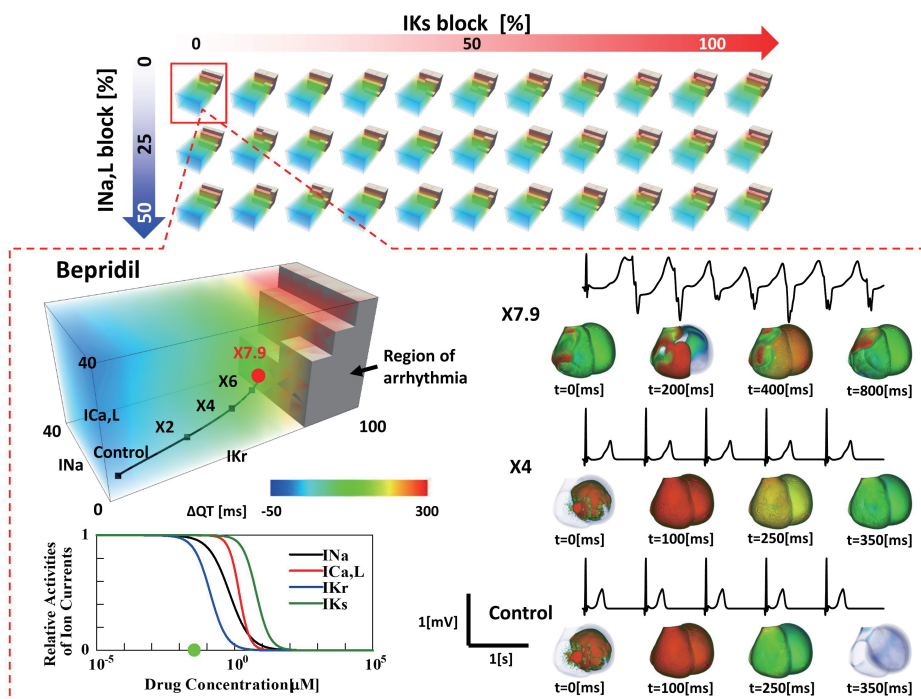 IKs block [%]
0 50 100
INa,L block [%]
0
25
50
Bepridil
40
ICa,L
40
INa
0
Control
X2
X4
X6
X7.9
IKr
100
Region of
arrhythmia
ΔQT [ms] -50 300
Relative Activities
of Ion Currents
1
0
INa
ICa,L
IKr
IKs
10-5 100 105
Drug Concentration[μM]
X7.9
t=0[ms] t=200[ms] t=400[ms] t=800[ms]
X4
t=0[ms] t=100[ms] t=250[ms] t=350[ms]
Control
1[mV]
1[s]
t=0[ms] t=100[ms] t=250[ms] t=350[ms]